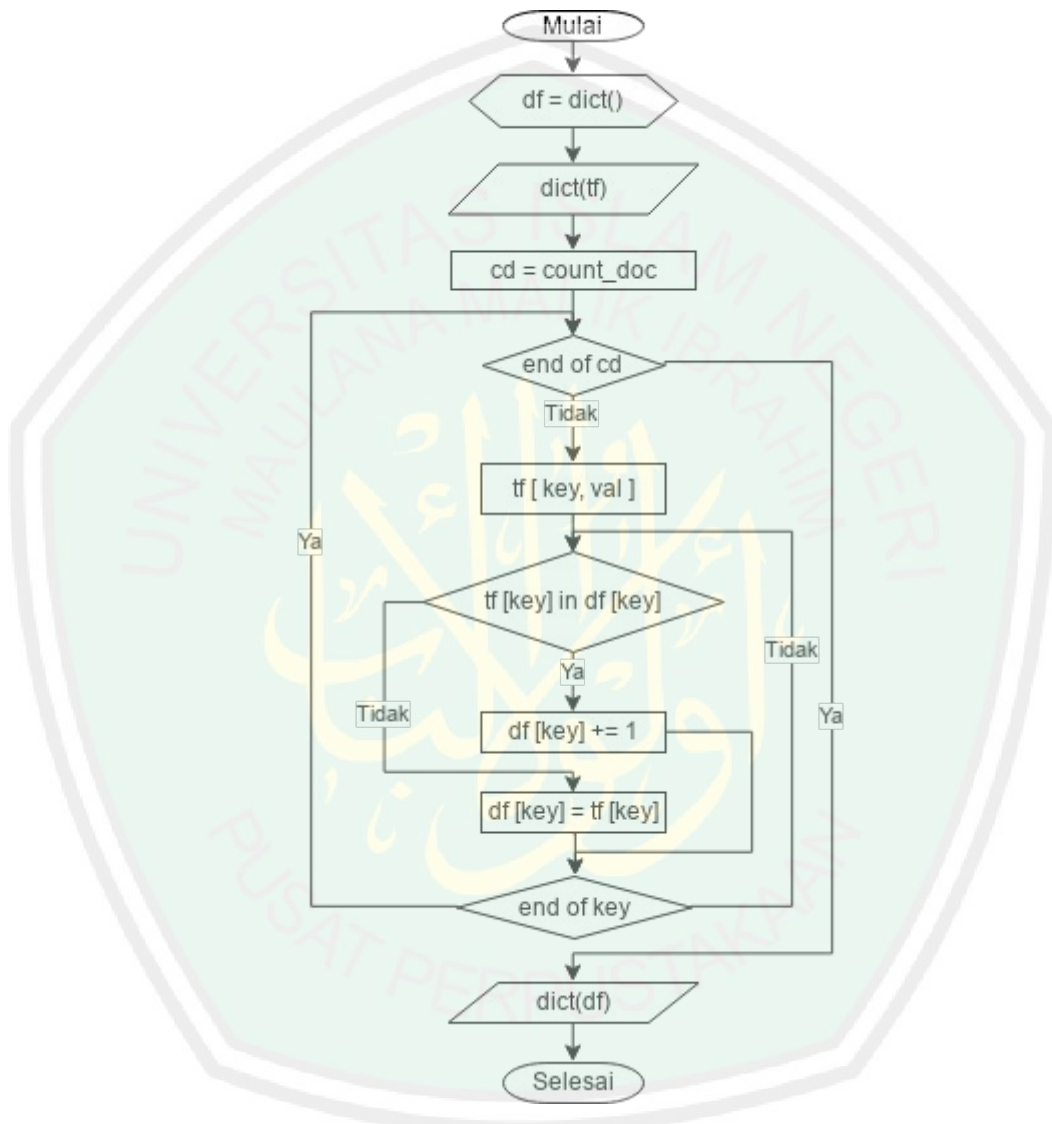 Mulai
df = dict()
dict(tf)
cd = count_doc
end of cd
Tidak
tf [ key, val ]
Ya
tf [key] in df [key]
Tidak
Ya
Tidak
Ya
df [key] += 1
df [key] = tf [key]
end of key
dict(df)
Selesai
UNIVERSITAS ISLAM NEGERI
MAULANA MALIK IBRAHIM
PUSAT PERPUSTAKAAN